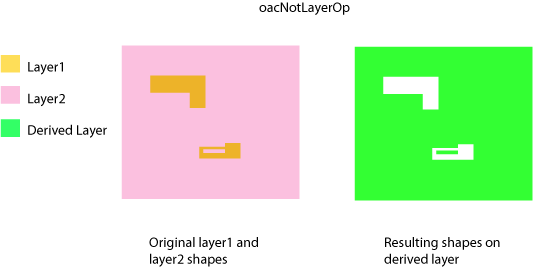 oacNotLayerOp
Layer1
Layer2
Derived Layer
Original layer1 and
layer2 shapes
Resulting shapes on
derived layer